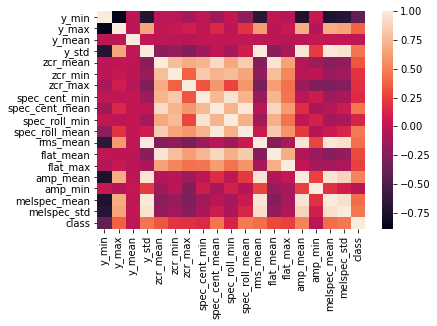 y_min
y_max
y_mean
y_std
zcr_mean
zcr_min
zcr_max
spec_cent_min
spec_cent_mean
spec_roll_min
spec_roll_mean
rms_mean
flat_mean
flat_max
amp_mean
amp_min
melspec_mean
melspec_std
class
y_min
y_max
y_mean
y_std
zcr_mean
zcr_min
zcr_max
spec_cent_min
spec_cent_mean
spec_roll_min
spec_roll_mean
rms_mean
flat_mean
flat_max
amp_mean
amp_min
melspec_mean
melspec_std
class
1.00
0.75
0.50
0.25
0.00
−0.25
−0.50
−0.75